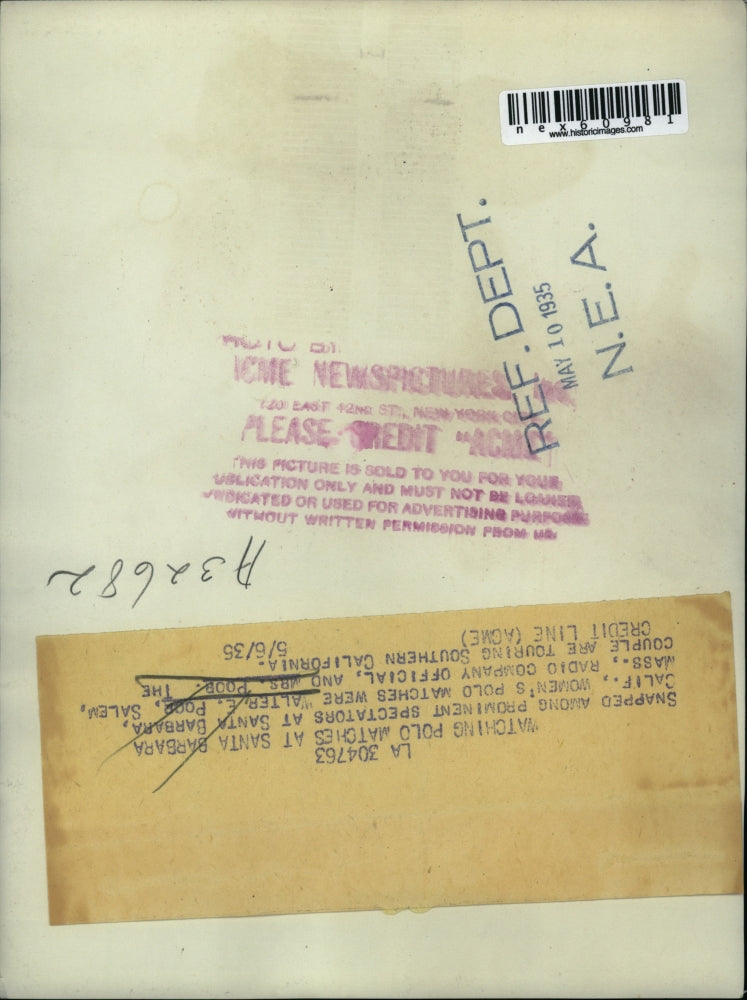 nex60981
www.historicimages.com
REF. DEPT.
MAY 10 1935
N.E.A.
ACME NEWSPICTURES
220 EAST 42ND ST., NEW YORK
PLEASE CREDIT "ACME"
THIS PICTURE IS SOLD TO YOU FOR YOUR
PUBLICATION ONLY AND MUST NOT BE LOANED
SYNDICATED OR USED FOR ADVERTISING PURPOSES
WITHOUT WRITTEN PERMISSION FROM US.
A32682
LA 304763
WATCHING POLO MATCHES AT SANTA BARBARA
SNAPPED AMONG PROMINENT SPECTATORS AT SANTA BARBARA,
CALIF., WOMEN'S POLO MATCHES WERE WALTER E. POOR, SALEM,
MASS., RADIO COMPANY OFFICIAL, AND MRS. POOR. THE
COUPLE ARE TOURING SOUTHERN CALIFORNIA.
CREDIT LINE (ACME) 5/6/35